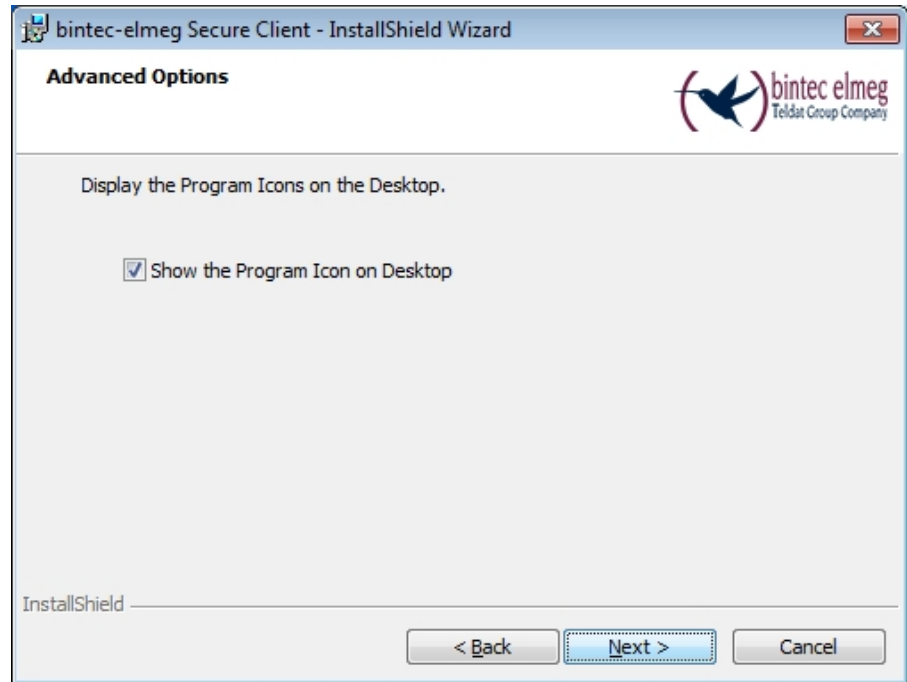 bintec-elmeg Secure Client - InstallShield Wizard
Advanced Options
bintec elmeg
Teldat Group Company
Display the Program Icons on the Desktop.
Show the Program Icon on Desktop
InstallShield
< Back Next > Cancel